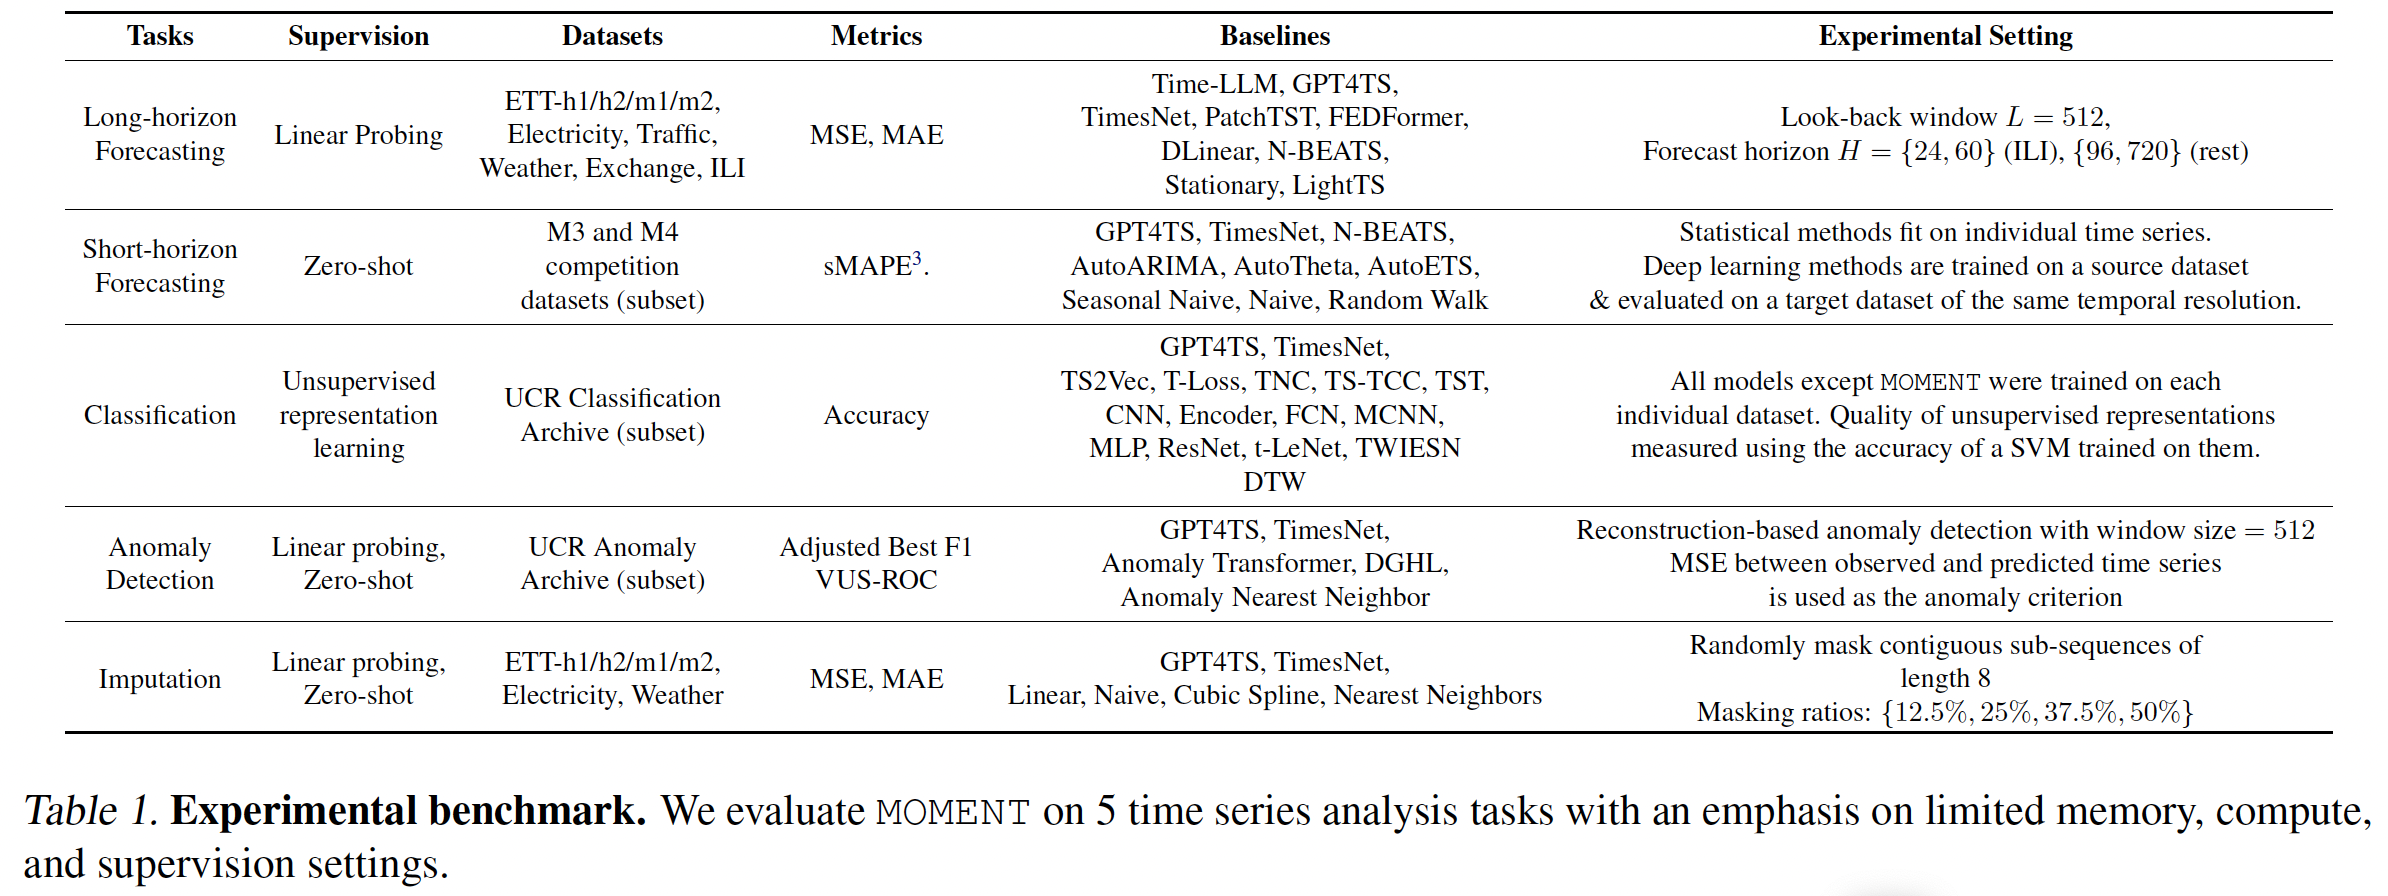 Tasks Supervision Datasets Metrics Baselines Experimental Setting
Long-horizon
Forecasting
Linear Probing
ETT-h1/h2/m1/m2,
Electricity, Traffic,
Weather, Exchange, ILI
MSE, MAE
Time-LLM, GPT4TS,
TimesNet, PatchTST, FEDFormer,
DLinear, N-BEATS,
Stationary, LightTS
Look-back window L = 512,
Forecast horizon H = {24, 60} (ILI), {96, 720} (rest)
Short-horizon
Forecasting
Zero-shot
M3 and M4
competition
datasets (subset)
sMAPE³.
GPT4TS, TimesNet, N-BEATS,
AutoARIMA, AutoTheta, AutoETS,
Seasonal Naive, Naive, Random Walk
Statistical methods fit on individual time series.
Deep learning methods are trained on a source dataset
& evaluated on a target dataset of the same temporal resolution.
Classification
Unsupervised
representation
learning
UCR Classification
Archive (subset)
Accuracy
GPT4TS, TimesNet,
TS2Vec, T-Loss, TNC, TS-TCC, TST,
CNN, Encoder, FCN, MCNN,
MLP, ResNet, t-LeNet, TWIESN
DTW
All models except MOMENT were trained on each
individual dataset. Quality of unsupervised representations
measured using the accuracy of a SVM trained on them.
Anomaly
Detection
Linear probing,
Zero-shot
UCR Anomaly
Archive (subset)
Adjusted Best F1
VUS-ROC
GPT4TS, TimesNet,
Anomaly Transformer, DGHL,
Anomaly Nearest Neighbor
Reconstruction-based anomaly detection with window size = 512
MSE between observed and predicted time series
is used as the anomaly criterion
Imputation
Linear probing,
Zero-shot
ETT-h1/h2/m1/m2,
Electricity, Weather
MSE, MAE
GPT4TS, TimesNet,
Linear, Naive, Cubic Spline, Nearest Neighbors
Randomly mask contiguous sub-sequences of
length 8
Masking ratios: {12.5%, 25%, 37.5%, 50%}
Table 1. Experimental benchmark. We evaluate MOMENT on 5 time series analysis tasks with an emphasis on limited memory, compute,
and supervision settings.